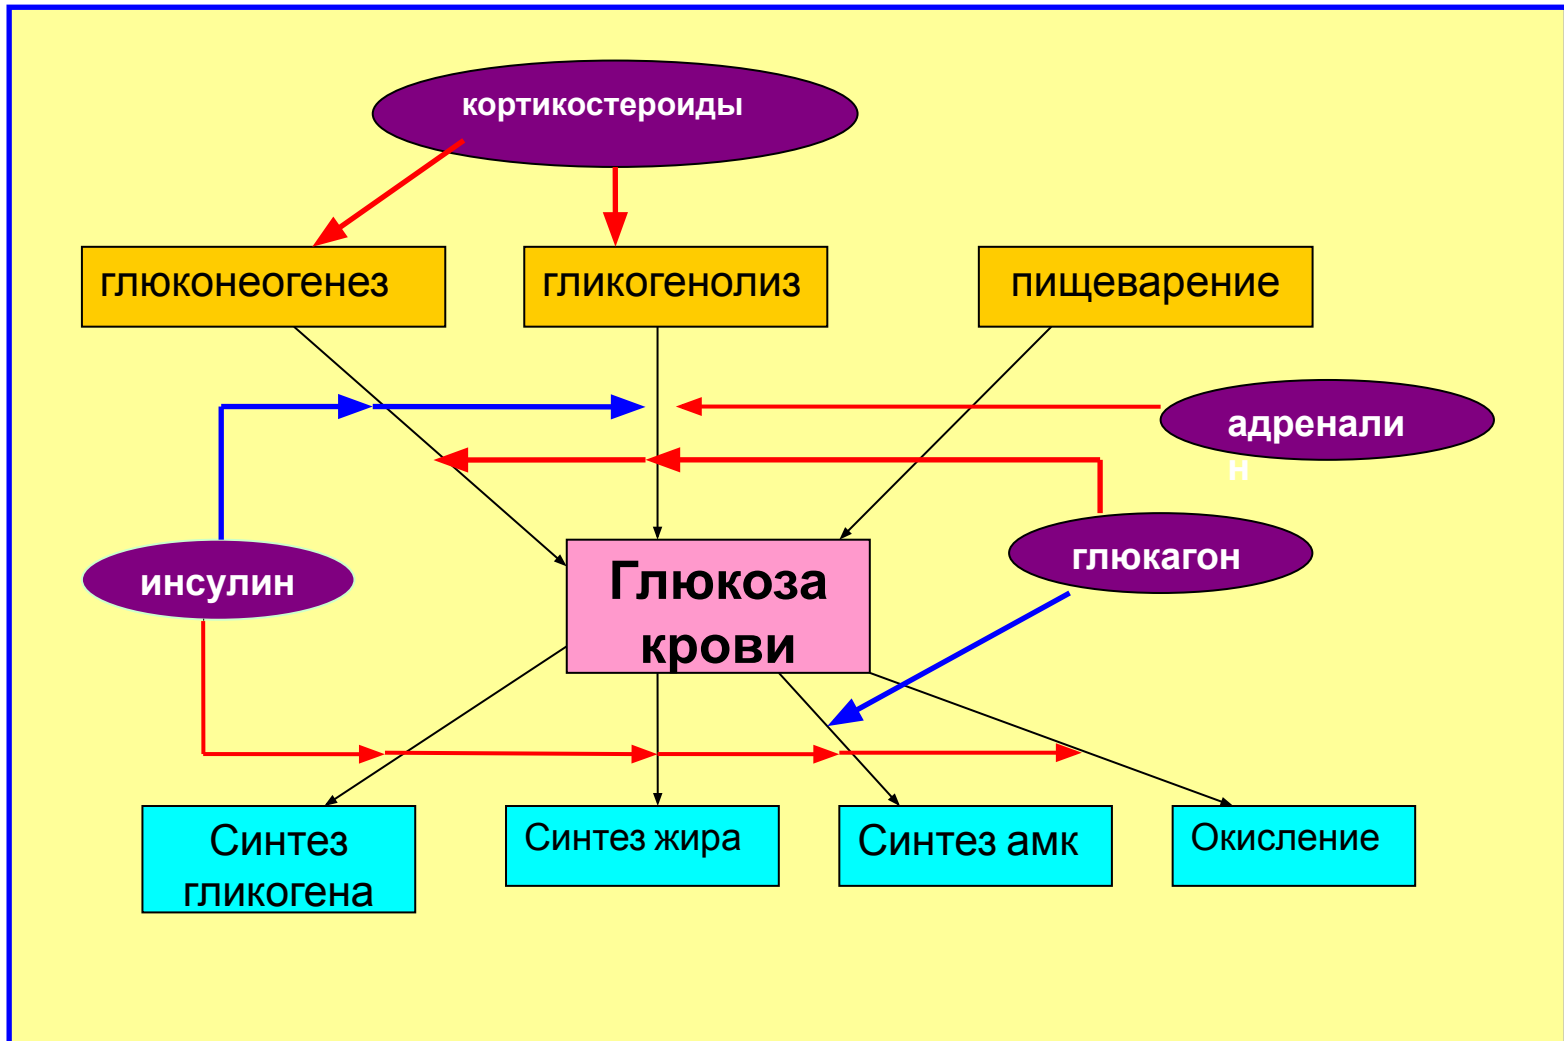 кортикостероиды
глюконеогенез
гликогенолиз
пищеварение
адренали
н
инсулин
глюкагон
Глюкоза
крови
Синтез
гликогена
Синтез жира
Синтез амк
Окисление